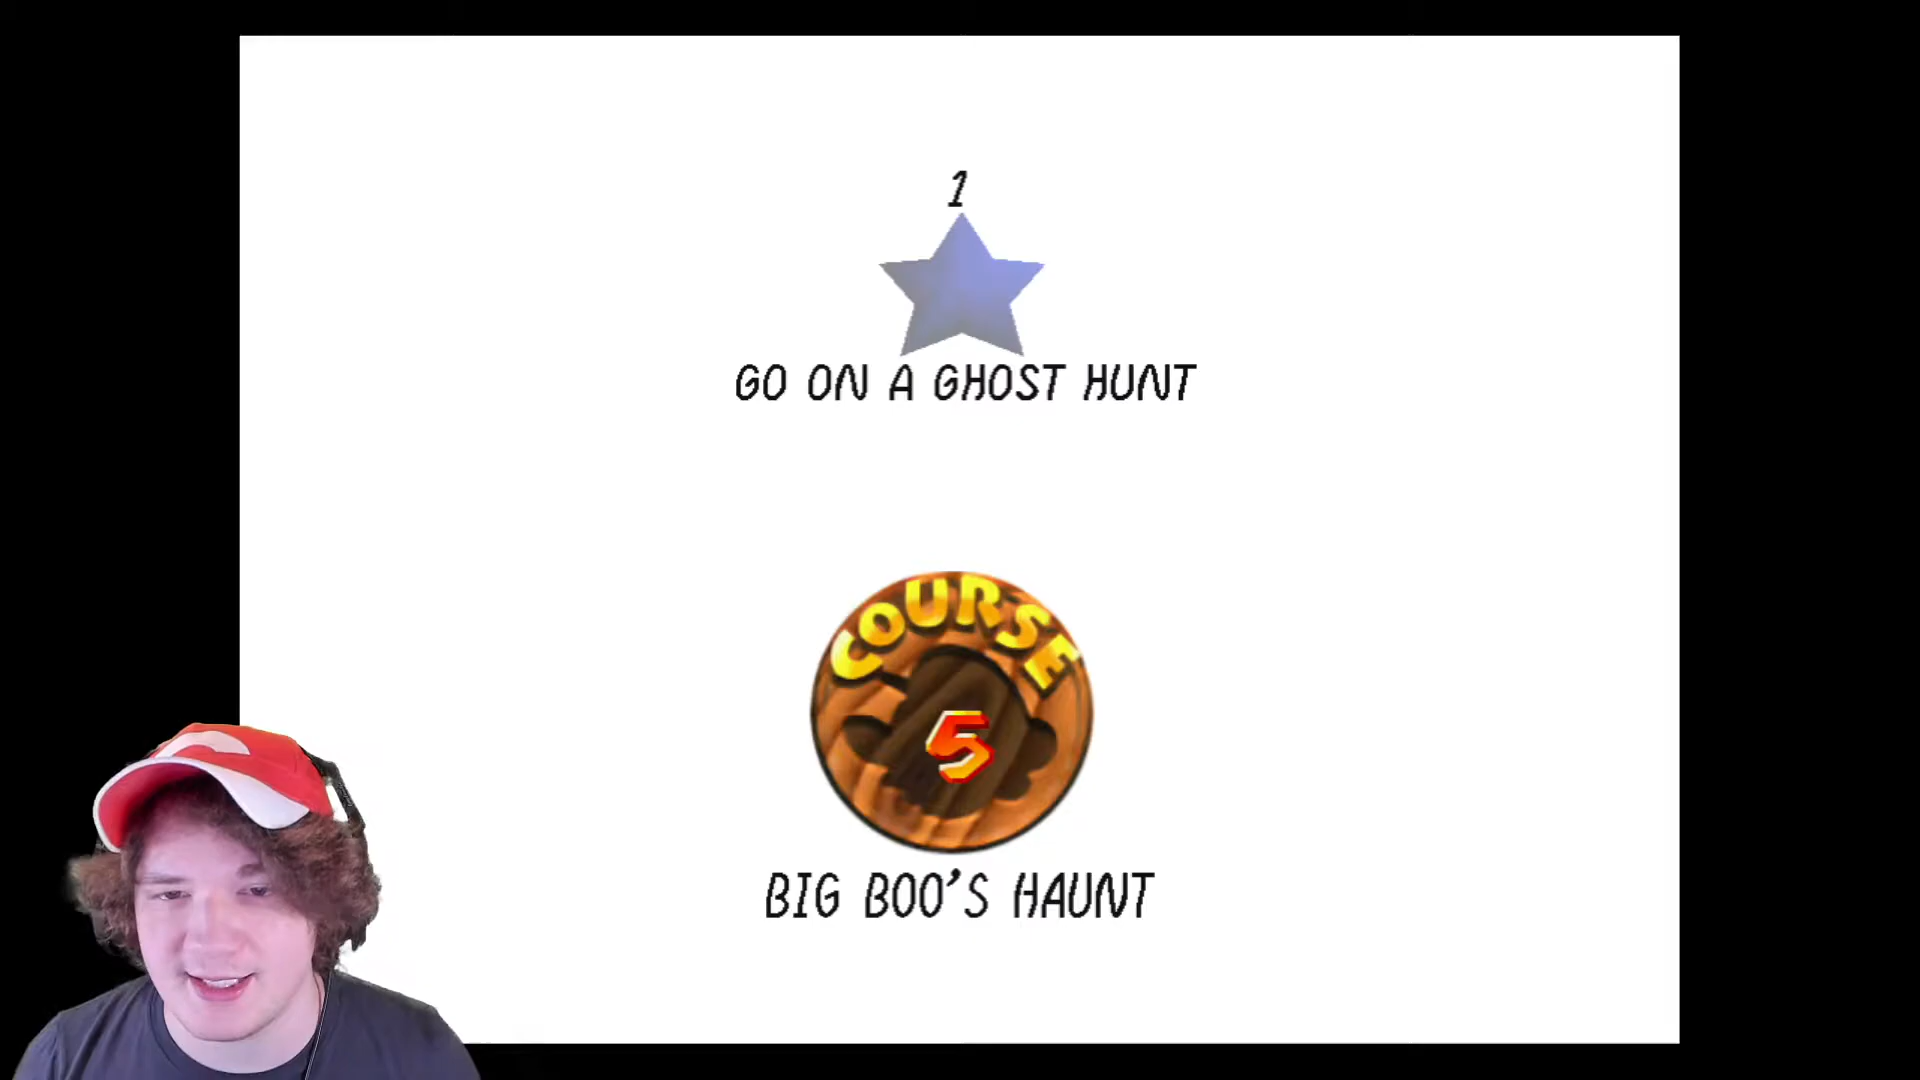 1
GO ON A GHOST HUNT
COURSE
5
BIG BOO'S HAUNT